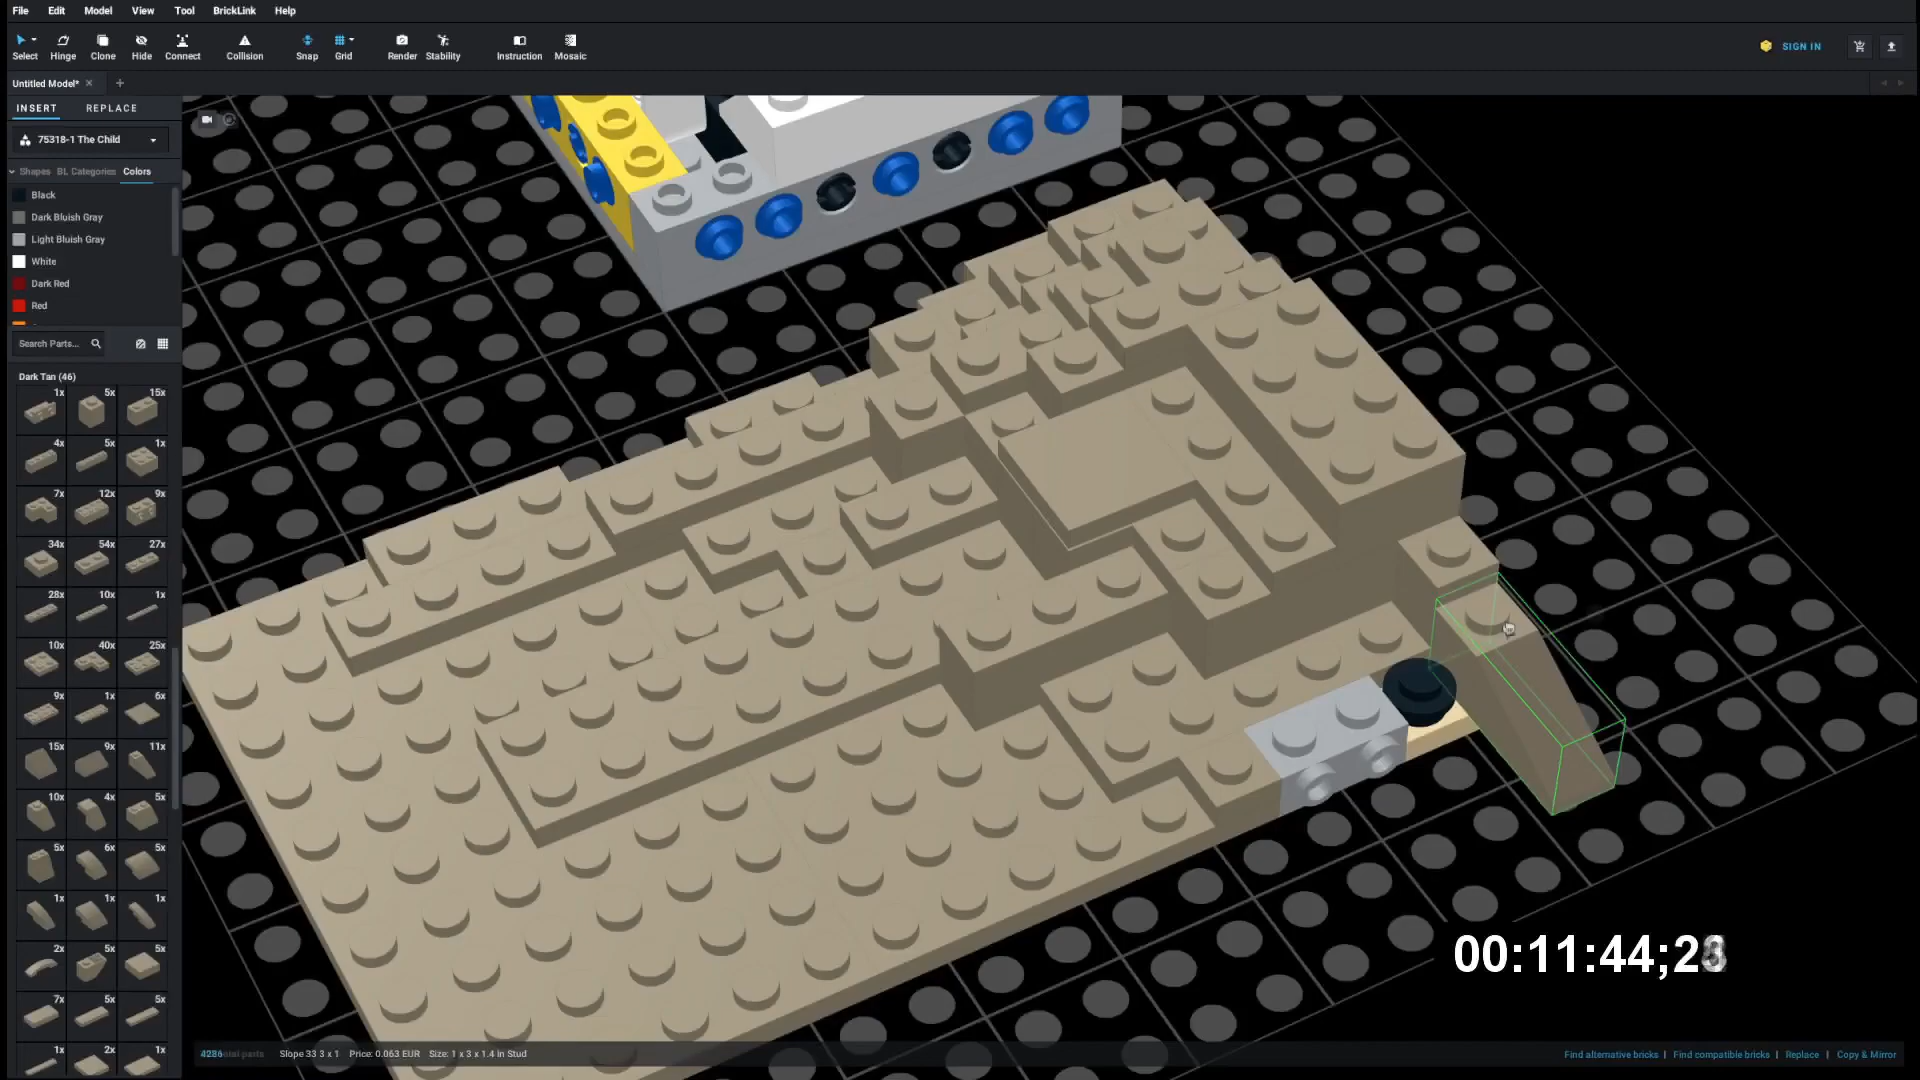 File Edit Model View Tool BrickLink Help
Select Hinge Clone Hide Connect Collision Snap Grid Render Stability Instruction Mosaic
SIGN IN
Untitled Model*
INSERT REPLACE
75318-1 The Child
Shapes BL Categories Colors
Black
Dark Bluish Gray
Light Bluish Gray
White
Dark Red
Red
Search Parts...
Dark Tan (46)
1x 5x 15x
4x 5x 1x
7x 12x 9x
34x 54x 27x
28x 10x 1x
10x 40x 25x
9x 1x 6x
15x 9x 11x
10x 4x 5x
5x 6x 5x
1x 1x 1x
2x 5x 5x
7x 5x 5x
1x 2x 1x
00:11:44;2
parts Slope 33 3 x 1 Price: 0.063 EUR Size: 1 x 3 x 1.4 in Stud
Find alternative bricks | Find compatible bricks | Replace | Copy & Mirror